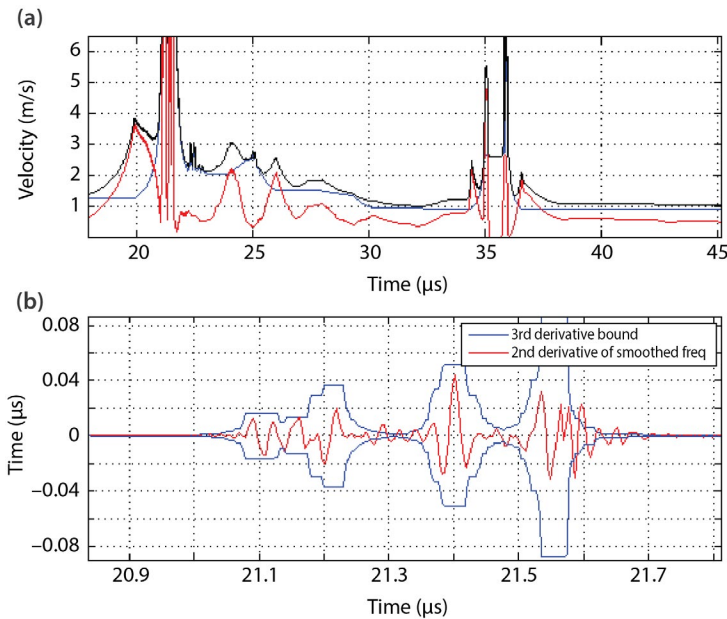 (a)
6
5
4
3
2
1
Velocity (m/s)
20
25
30
35
40
45
Time (µs)
(b)
0.08
0.04
0
−0.04
−0.08
Time (µs)
3rd derivative bound
2nd derivative of smoothed freq
20.9
21.1
21.3
21.5
21.7
Time (µs)